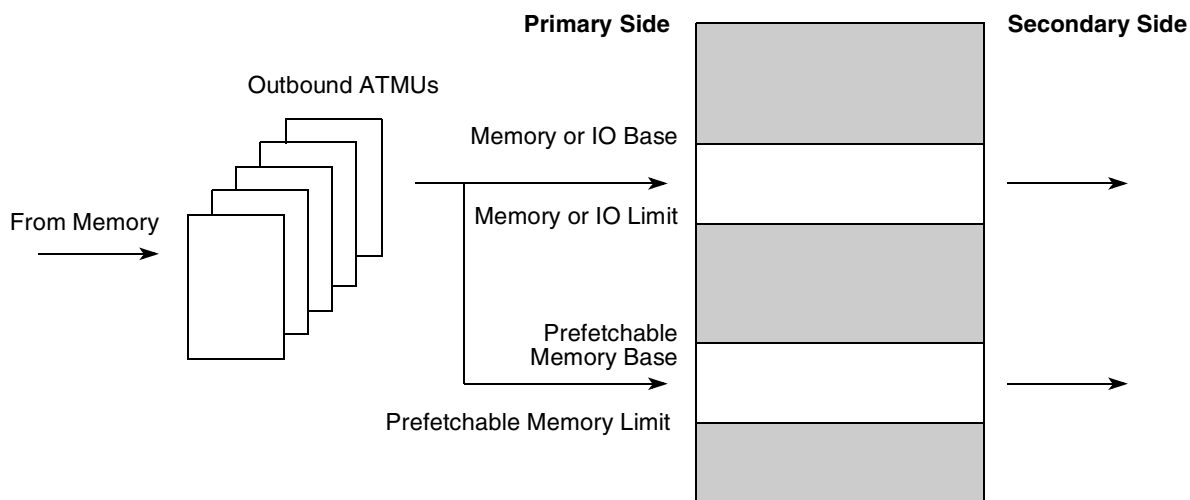 Primary Side
Secondary Side
Outbound ATMUs
Memory or IO Base
From Memory
Memory or IO Limit
Prefetchable
Memory Base
Prefetchable Memory Limit